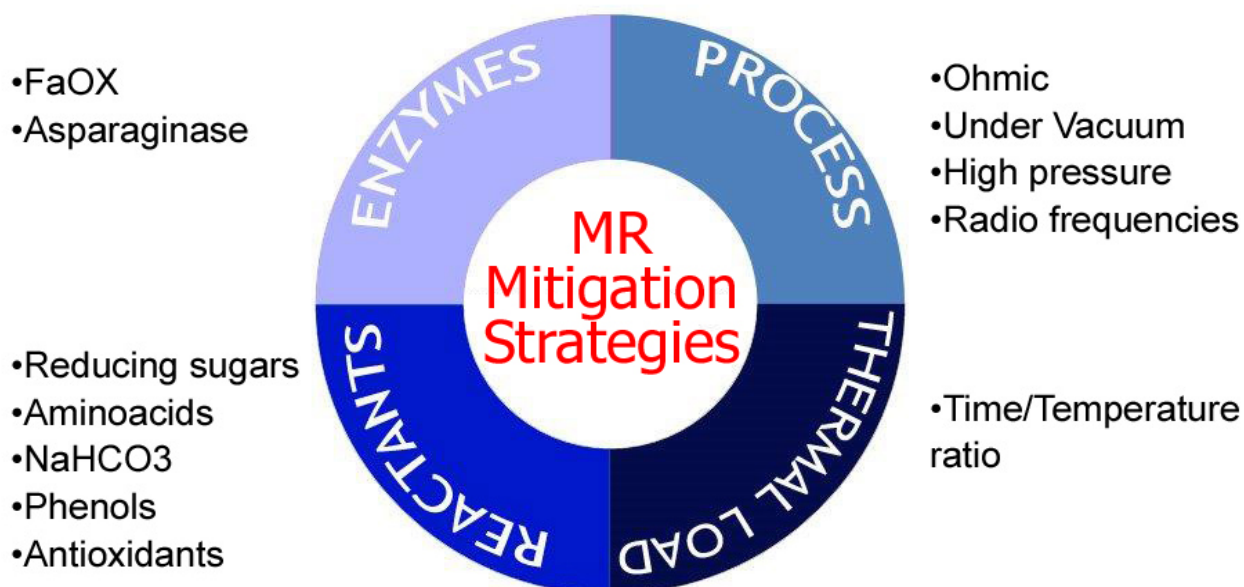 •FaOX
•Asparaginase
ENZYMES
PROCESS
•Ohmic
•Under Vacuum
•High pressure
•Radio frequencies
MR
Mitigation
Strategies
•Reducing sugars
•Aminoacids
•NaHCO3
•Phenols
•Antioxidants
REACTANTS
THERMAL LOAD
•Time/Temperature
ratio